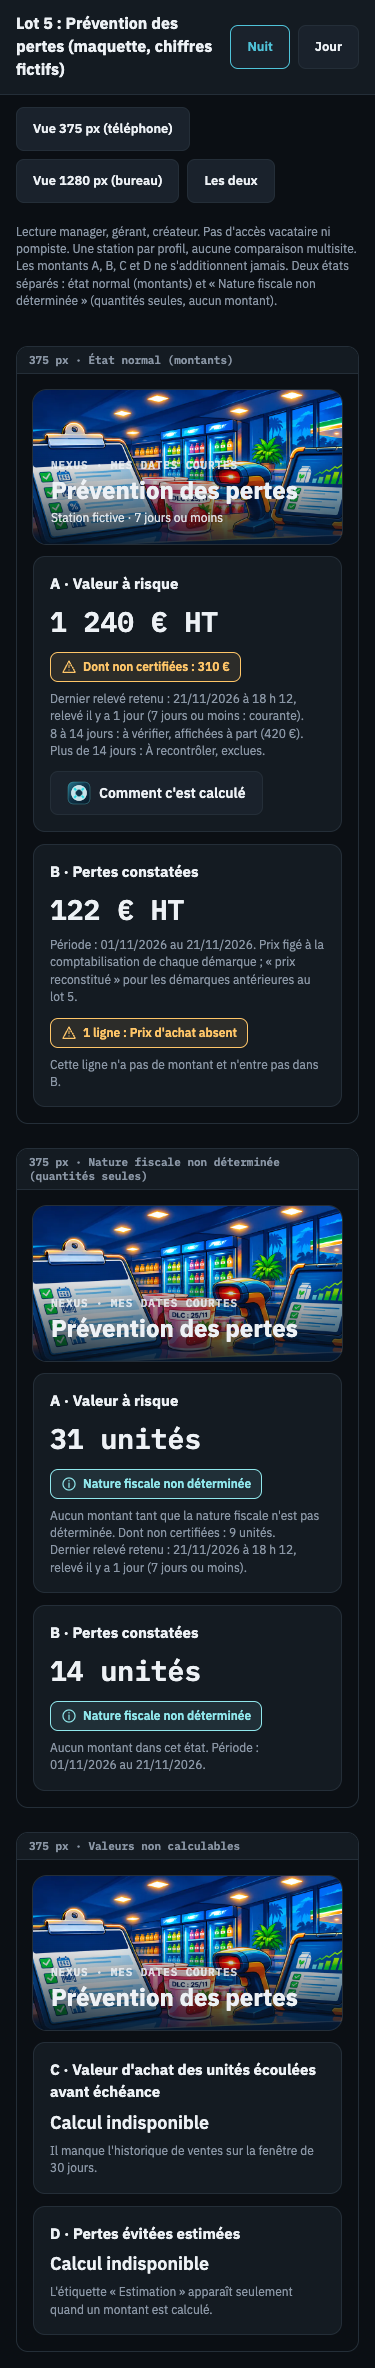 Lot 5 : Prévention des
pertes (maquette, chiffres
fictifs)
Nuit
Jour
Vue 375 px (téléphone)
Vue 1280 px (bureau)
Les deux
Lecture manager, gérant, créateur. Pas d'accès vacataire ni
pompiste. Une station par profil, aucune comparaison multisite.
Les montants A, B, C et D ne s'additionnent jamais. Deux états
séparés : état normal (montants) et « Nature fiscale non
déterminée » (quantités seules, aucun montant).
375 px · État normal (montants)
NEXUS · MES DATES COURTES
Prévention des pertes
Station fictive · 7 jours ou moins
A · Valeur à risque
1 240 € HT
Dont non certifiées : 310 €
Dernier relevé retenu : 21/11/2026 à 18 h 12,
relevé il y a 1 jour (7 jours ou moins : courante).
8 à 14 jours : à vérifier, affichées à part (420 €).
Plus de 14 jours : À recontrôler, exclues.
Comment c'est calculé
B · Pertes constatées
122 € HT
Période : 01/11/2026 au 21/11/2026. Prix figé à la
comptabilisation de chaque démarque ; « prix
reconstitué » pour les démarques antérieures au
lot 5.
1 ligne : Prix d'achat absent
Cette ligne n'a pas de montant et n'entre pas dans
B.
375 px · Nature fiscale non déterminée
(quantités seules)
NEXUS · MES DATES COURTES
DLC : 25/11
Prévention des pertes
A · Valeur à risque
31 unités
Nature fiscale non déterminée
Aucun montant tant que la nature fiscale n'est pas
déterminée. Dont non certifiées : 9 unités.
Dernier relevé retenu : 21/11/2026 à 18 h 12,
relevé il y a 1 jour (7 jours ou moins).
B · Pertes constatées
14 unités
Nature fiscale non déterminée
Aucun montant dans cet état. Période :
01/11/2026 au 21/11/2026.
375 px · Valeurs non calculables
NEXUS · MES DATES COURTES
DLC : 25/11
Prévention des pertes
C · Valeur d'achat des unités écoulées
avant échéance
Calcul indisponible
Il manque l'historique de ventes sur la fenêtre de
30 jours.
D · Pertes évitées estimées
Calcul indisponible
L'étiquette « Estimation » apparaît seulement
quand un montant est calculé.